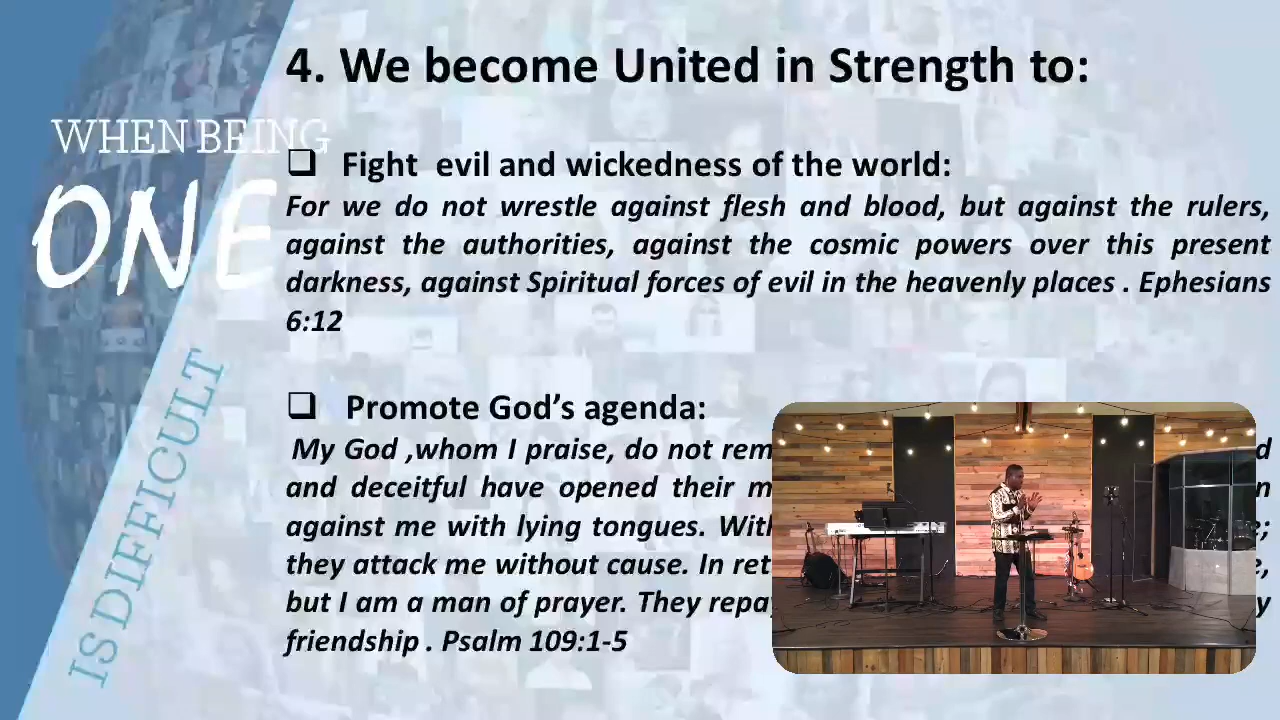 WHEN BEING
ONE
IS DIFFICULT
4. We become United in Strength to:
❑ Fight evil and wickedness of the world:
For we do not wrestle against flesh and blood, but against the rulers,
against the authorities, against the cosmic powers over this present
darkness, against Spiritual forces of evil in the heavenly places . Ephesians
6:12
❑ Promote God’s agenda:
My God ,whom I praise, do not
and deceitful have opened their
against me with lying tongues.
they attack me without cause. In
but I am a man of prayer. They
friendship . Psalm 109:1-5